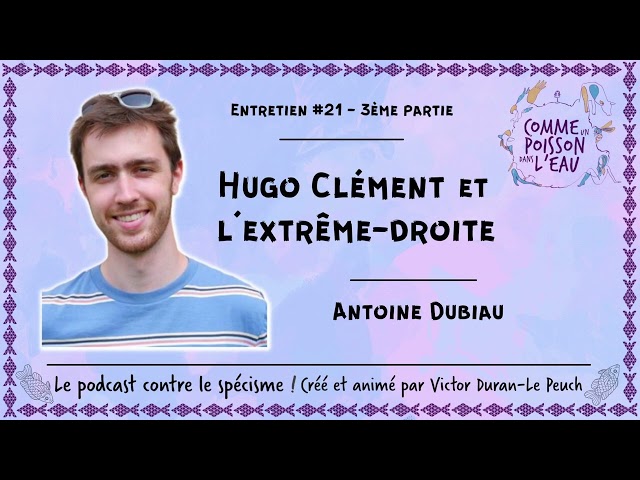 Entretien #21 – 3ème partie
COMME UN
POISSON
DANS L'EAU
Hugo Clément et
l'extrême-droite
Antoine Dubiau
Le podcast contre le spécisme ! Créé et animé par Victor Duran-Le Peuch